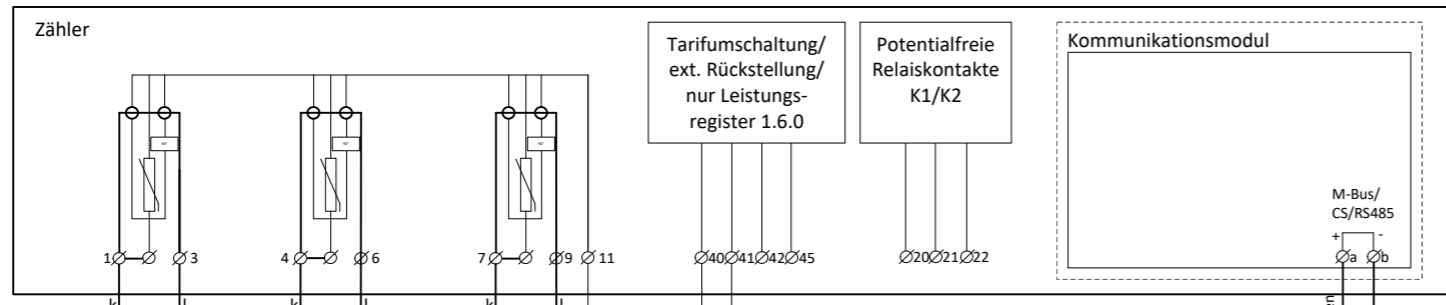 Zähler
Tarifumschaltung/
ext. Rückstellung/
nur Leistungs-
register 1.6.0
Potentialfreie
Relaiskontakte
K1/K2
Kommunikationsmodul
M-Bus/
CS/RS485
+ -
1 3 4 6 7 9 11 40 41 42 45 20 21 22 a b
k l k l k l